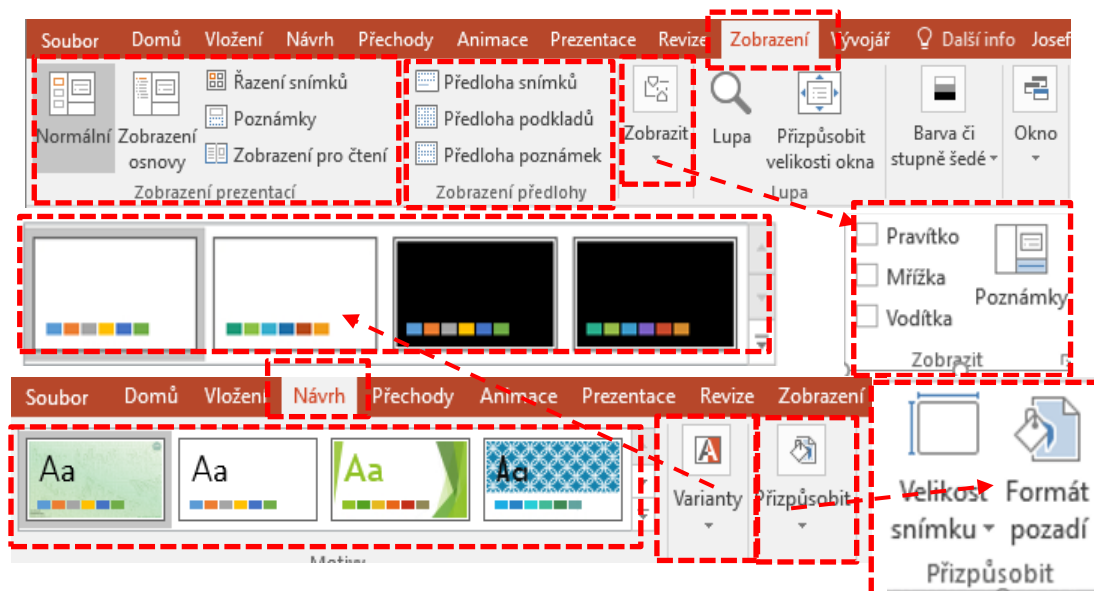 Soubor Domů Vložení Návrh Přechody Animace Prezentace Revize Zobrazení Vývojář Další info Josef
Normální
Zobrazení
osnovy
Řazení snímků
Poznámky
Zobrazení pro čtení
Zobrazení prezentací
Předloha snímků
Předloha podkladů
Předloha poznámek
Zobrazení předlohy
Zobrazit
Lupa
Přizpůsobit
velikosti okna
Lupa
Barva či
stupně šedé
Okno
Pravítko
Mřížka
Vodítka
Poznámky
Zobrazit
Soubor Domů Vložení Návrh Přechody Animace Prezentace Revize Zobrazení
Aa
Aa
Aa
Aa
Motivy
A
Varianty
Přizpůsobit
Velikost
snímku
Formát
pozadí
Přizpůsobit